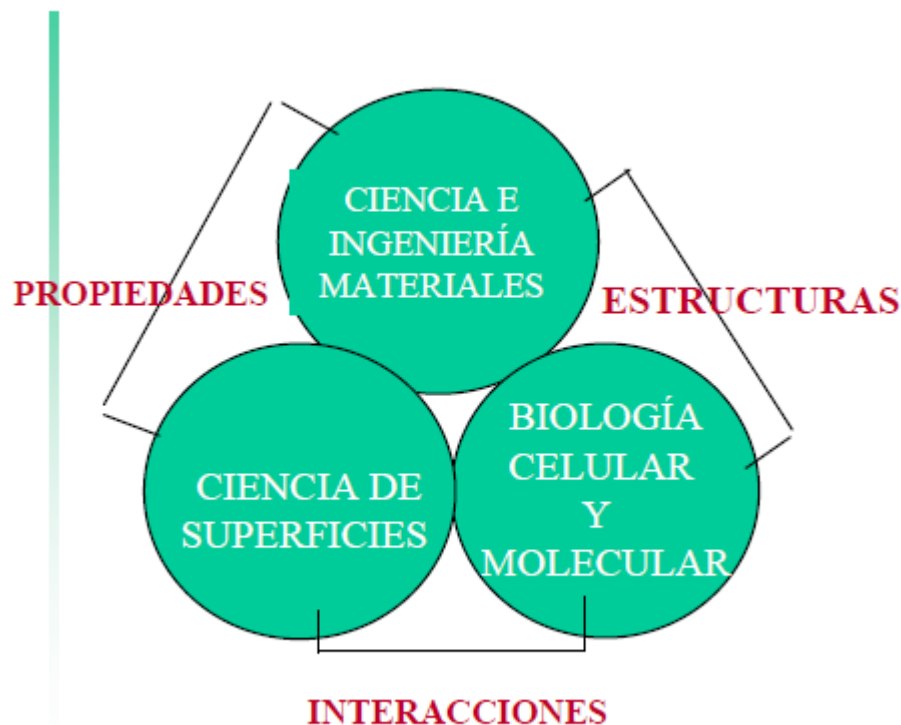 CIENCIA E
INGENIERÍA
MATERIALES
PROPIEDADES
ESTRUCTURAS
CIENCIA DE
SUPERFICIES
BIOLOGÍA
CELULAR
Y
MOLECULAR
INTERACCIONES